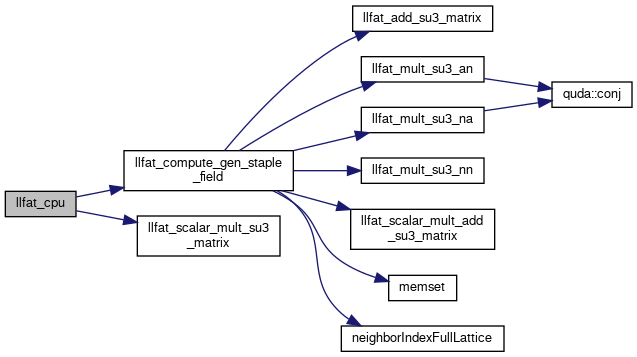 llfat_cpu
llfat_compute_gen_staple
_field
llfat_scalar_mult_su3
_matrix
llfat_add_su3_matrix
llfat_mult_su3_an
llfat_mult_su3_na
llfat_mult_su3_nn
llfat_scalar_mult_add
_su3_matrix
memset
neighborIndexFullLattice
quda::conj